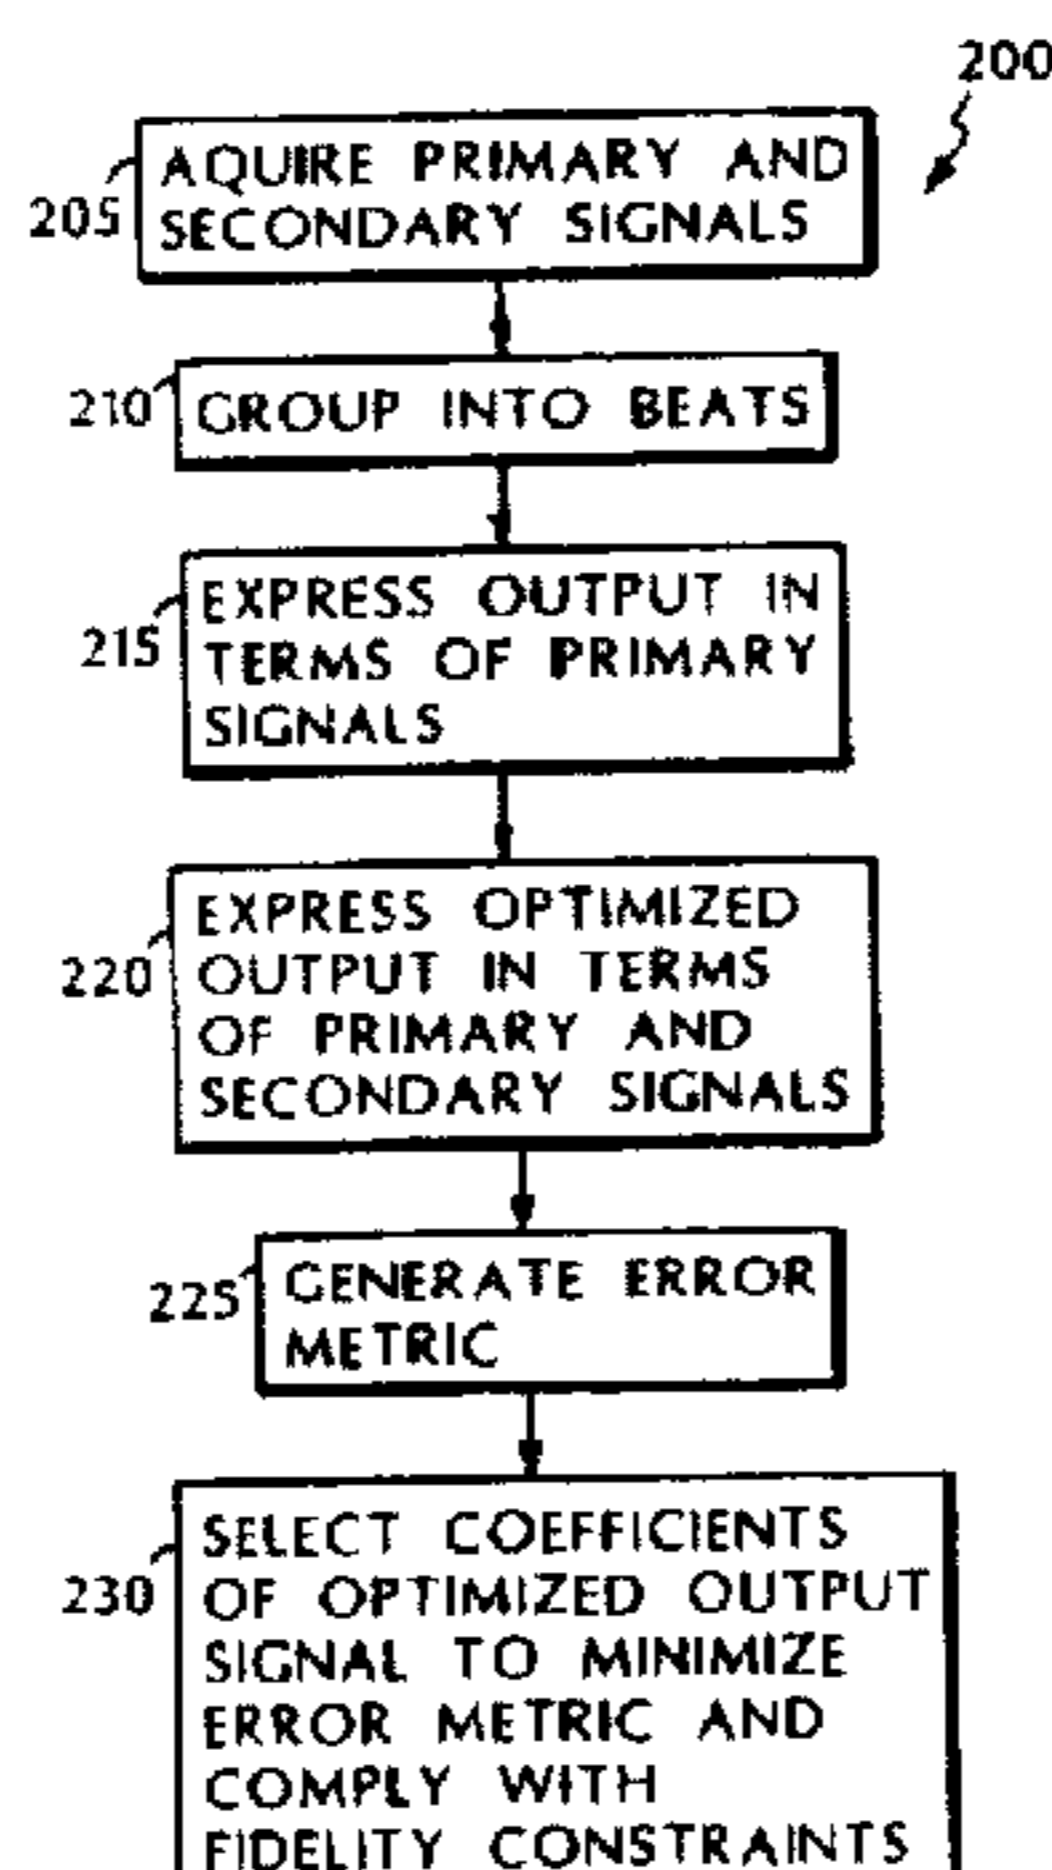 200
AQUIRE PRIMARY AND
SECONDARY SIGNALS
205
210
GROUP INTO BEATS
EXPRESS OUTPUT IN
TERMS OF PRIMARY
SIGNALS
215
EXPRESS OPTIMIZED
OUTPUT IN TERMS
OF PRIMARY AND
SECONDARY SIGNALS
220
GENERATE ERROR
METRIC
225
SELECT COEFFICIENTS
OF OPTIMIZED OUTPUT
SIGNAL TO MINIMIZE
ERROR METRIC AND
COMPLY WITH
FIDELITY CONSTRAINTS
230